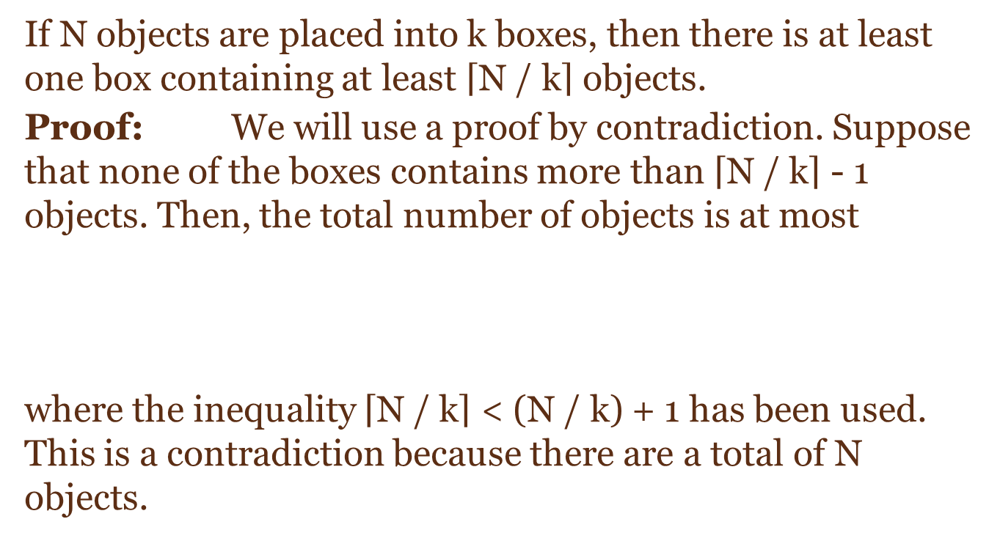 If N objects are placed into k boxes, then there is at least
one box containing at least ⌈N / k⌉ objects.
Proof: We will use a proof by contradiction. Suppose
that none of the boxes contains more than ⌈N / k⌉ - 1
objects. Then, the total number of objects is at most
where the inequality ⌈N / k⌉ < (N / k) + 1 has been used.
This is a contradiction because there are a total of N
objects.